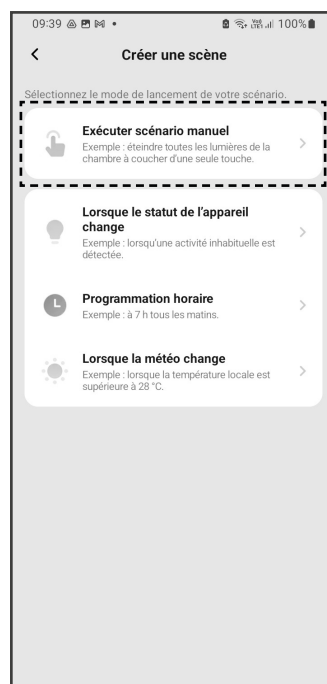 09:39
100%
Créer une scène
Sélectionnez le mode de lancement de votre scénario.
Exécuter scénario manuel
Exemple : éteindre toutes les lumières de la
chambre à coucher d'une seule touche.
Lorsque le statut de l'appareil
change
Exemple : lorsqu'une activité inhabituelle est
détectée.
Programmation horaire
Exemple : à 7 h tous les matins.
Lorsque la météo change
Exemple : lorsque la température locale est
supérieure à 28 °C.